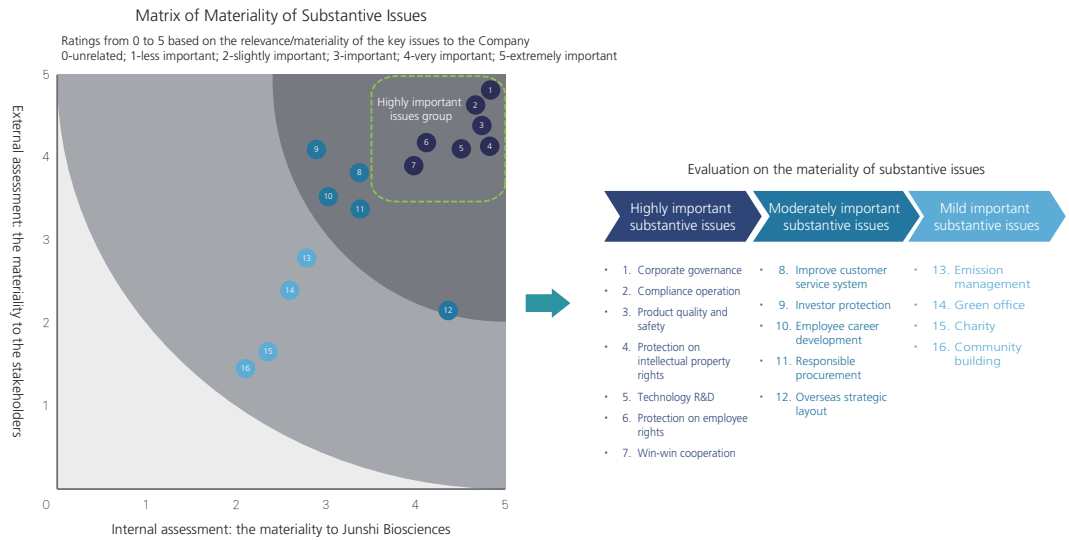 Matrix of Materiality of Substantive Issues
Ratings from 0 to 5 based on the relevance/materiality of the key issues to the Company
0-unrelated; 1-less important; 2-slightly important; 3-important; 4-very important; 5-extremely important
External assessment: the materiality to the stakeholders
5
4
3
2
1
0
1
2
3
4
5
Internal assessment: the materiality to Junshi Biosciences
Highly important
issues group
1
2
3
4
5
6
7
8
9
10
11
12
13
14
15
16
Evaluation on the materiality of substantive issues
Highly important
substantive issues
• 1. Corporate governance
• 2. Compliance operation
• 3. Product quality and
safety
• 4. Protection on
intellectual property
rights
• 5. Technology R&D
• 6. Protection on employee
rights
• 7. Win-win cooperation
Moderately important
substantive issues
• 8. Improve customer
service system
• 9. Investor protection
• 10. Employee career
development
• 11. Responsible
procurement
• 12. Overseas strategic
layout
Mild important
substantive issues
• 13. Emission
management
• 14. Green office
• 15. Charity
• 16. Community
building